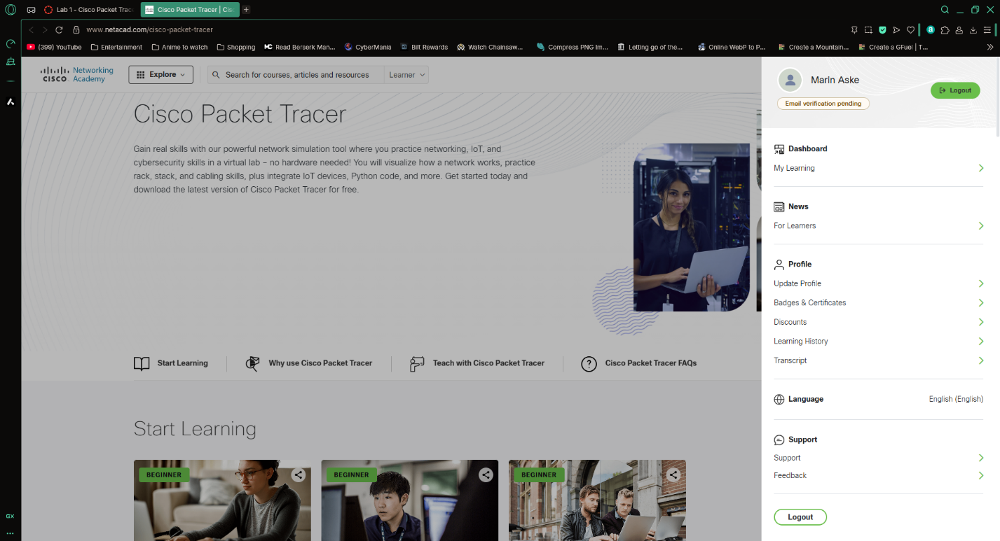 Lab 1 - Cisco Packet Trace
Cisco Packet Tracer | Cis
www.netacad.com/cisco-packet-tracer
(399) YouTube
Entertainment
Anime to watch
Shopping
Read Berserk Man...
CyberMania
Bilt Rewards
Watch Chainsaw...
Compress PNG Im...
Letting go of the...
Online WebP to P...
Create a Mountain...
Create a GFuel | T...
CISCO
Networking
Academy
Explore
Search for courses, articles and resources
Learner
Cisco Packet Tracer
Gain real skills with our powerful network simulation tool where you practice networking, IoT, and
cybersecurity skills in a virtual lab – no hardware needed! You will visualize how a network works, practice
rack, stack, and cabling skills, plus integrate IoT devices, Python code, and more. Get started today and
download the latest version of Cisco Packet Tracer for free.
Start Learning
Why use Cisco Packet Tracer
Teach with Cisco Packet Tracer
Cisco Packet Tracer FAQs
Start Learning
BEGINNER
BEGINNER
BEGINNER
Marin Aske
Email verification pending
Logout
Dashboard
My Learning
News
For Learners
Profile
Update Profile
Badges & Certificates
Discounts
Learning History
Transcript
Language
English (English)
Support
Support
Feedback
Logout
GX